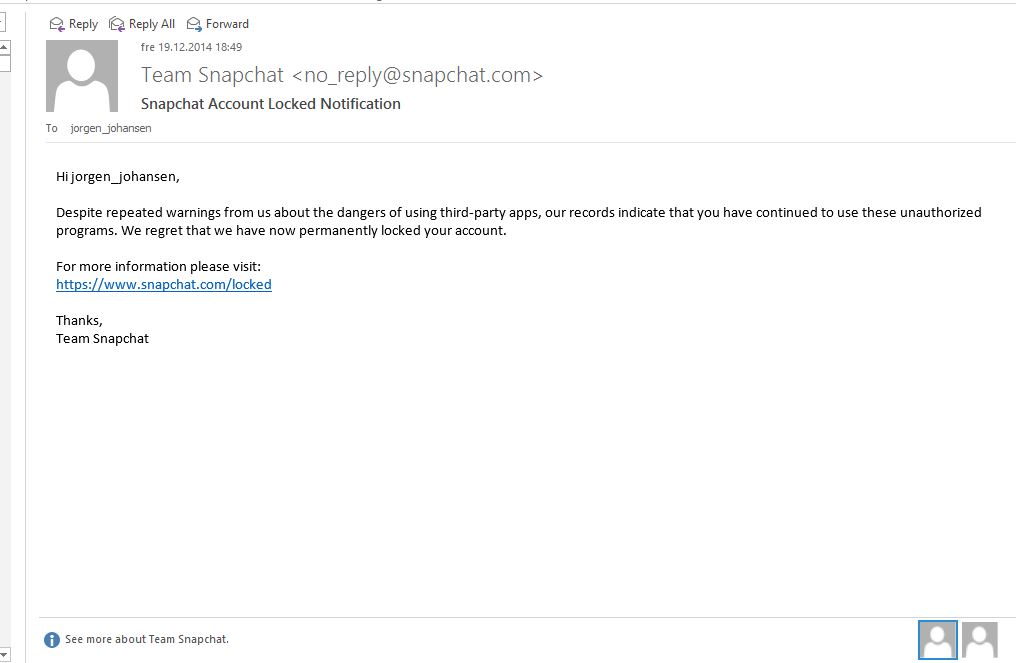 Reply Reply All Forward
fre 19.12.2014 18:49
Team Snapchat <no_reply@snapchat.com>
Snapchat Account Locked Notification
To jorgen_johansen
Hi jorgen_johansen,
Despite repeated warnings from us about the dangers of using third-party apps, our records indicate that you have continued to use these unauthorized
programs. We regret that we have now permanently locked your account.
For more information please visit:
https://www.snapchat.com/locked
Thanks,
Team Snapchat
See more about Team Snapchat.